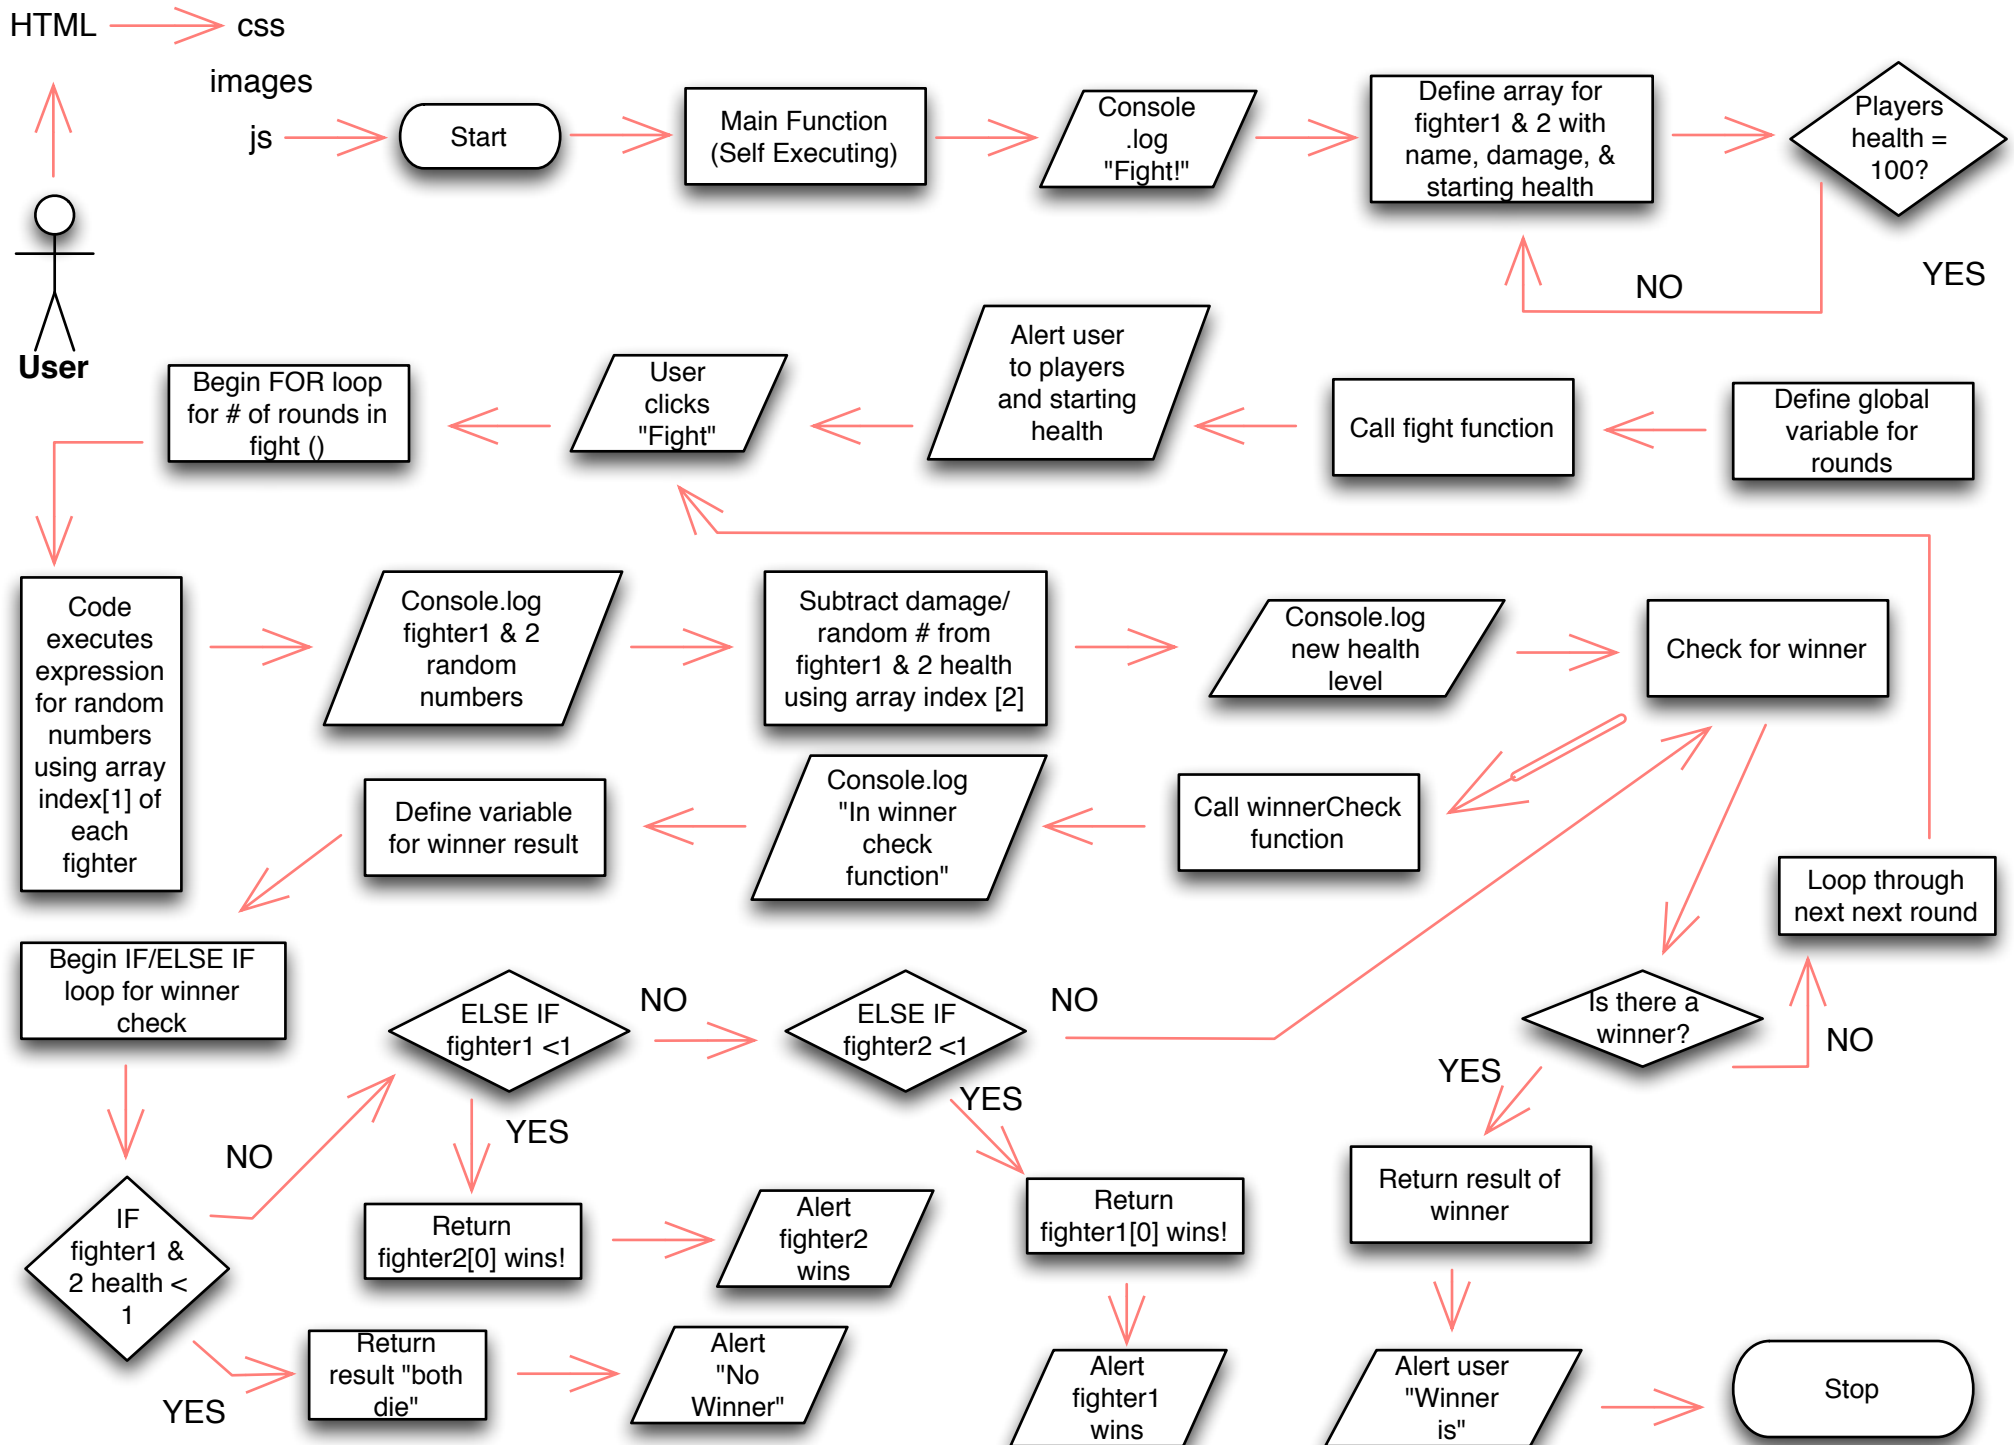 HTML
css
images
js
Start
Main Function
(Self Executing)
Console
.log
"Fight!"
Define array for
fighter1 & 2 with
name, damage, &
starting health
Players
health =
100?
NO
YES
User
Begin FOR loop
for # of rounds in
fight ()
User
clicks
"Fight"
Alert user
to players
and starting
health
Call fight function
Define global
variable for
rounds
Code
executes
expression
for random
numbers
using array
index[1] of
each
fighter
Console.log
fighter1 & 2
random
numbers
Subtract damage/
random # from
fighter1 & 2 health
using array index [2]
Console.log
new health
level
Check for winner
Define variable
for winner result
Console.log
"In winner
check
function"
Call winnerCheck
function
Loop through
next next round
Begin IF/ELSE IF
loop for winner
check
ELSE IF
fighter1 <1
NO
ELSE IF
fighter2 <1
NO
Is there a
winner?
NO
YES
YES
YES
NO
IF
fighter1 &
2 health <
1
Return
fighter2[0] wins!
Alert
fighter2
wins
Return
fighter1[0] wins!
Return result of
winner
YES
Return
result "both
die"
Alert
"No
Winner"
Alert
fighter1
wins
Alert user
"Winner
is"
Stop